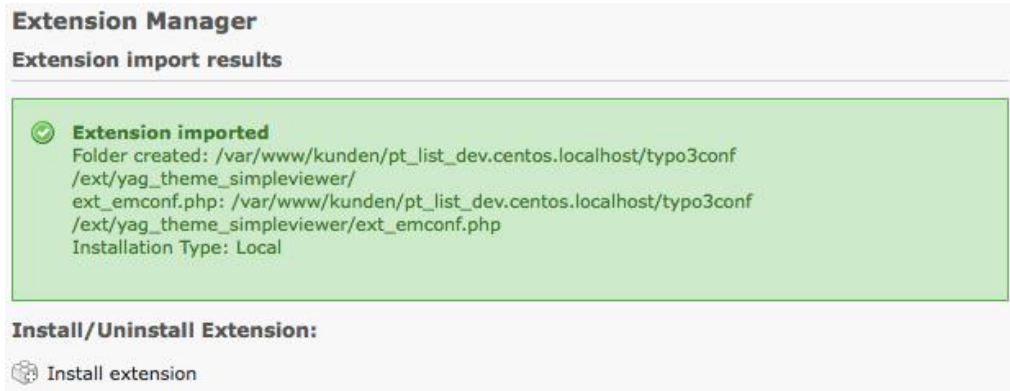 Extension Manager
Extension import results
Extension imported
Folder created: /var/www/kunden/pt_list_dev.centos.localhost/typo3conf
/ext/yag_theme_simpleviewer/
ext_emconf.php: /var/www/kunden/pt_list_dev.centos.localhost/typo3conf
/ext/yag_theme_simpleviewer/ext_emconf.php
Installation Type: Local
Install/Uninstall Extension:
Install extension